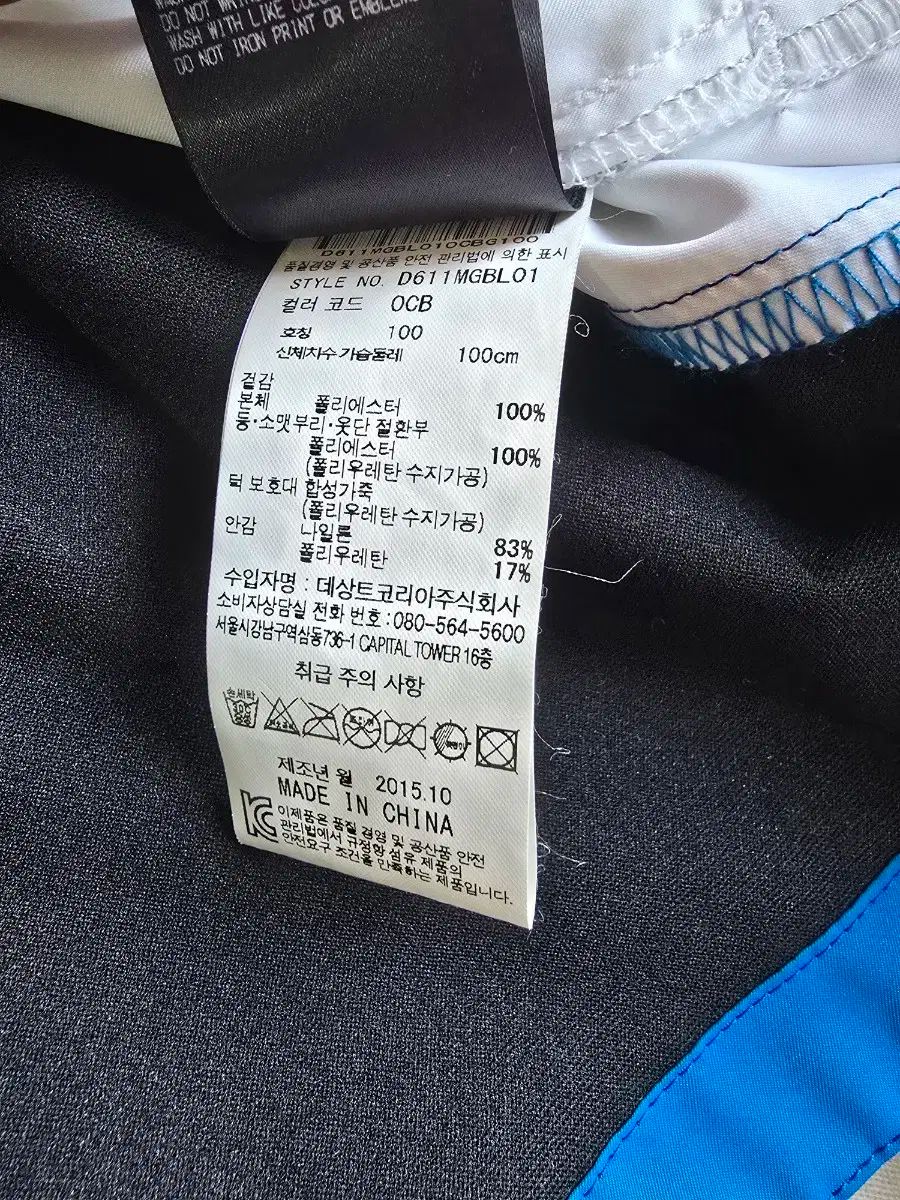 DO NOT
WASH WITH LIKE
DO NOT IRON PRINT OR
D611MGBL010CBG100
품질경영 및 공산품 안전 관리법에 의한 표시
STYLE NO. D611MGBL01
컬러 코드 OCB
호칭 100
신체치수 가슴둘레 100cm
겉감
본체 폴리에스터 100%
등·소맷부리·옷단 절환부
폴리에스터 100%
(폴리우레탄 수지가공)
턱 보호대 합성가죽
(폴리우레탄 수지가공)
안감 나일론 83%
폴리우레탄 17%
수입자명 : 데상트코리아주식회사
소비자상담실 전화 번호 : 080-564-5600
서울시강남구역삼동736-1 CAPITAL TOWER 16층
취급 주의 사항
손세탁
제조년 월 2015.10
MADE IN CHINA
이제품은 품질 경영 및 공산품 안전
관리법에서 규정항 섬유 제품의
안전요구 조건을 만족하는 제품입니다.